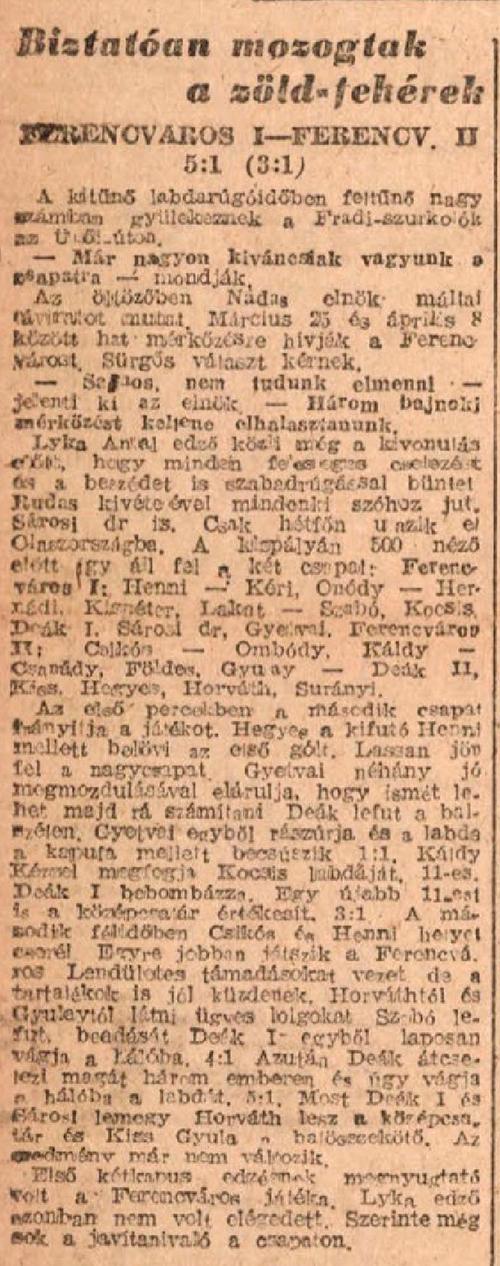 Biztatóan mozogtak
a zöld-fehérek
FERENCVÁROS I—FERENCV. II
5:1 (3:1)
A kitűnő labdarúgóidőben feltűnő nagy
számban gyülekeznek a Fradi-szurkolók
az Üllői-úton.
— Már nagyon kiváncsiak vagyunk a
csapatra — mondják.
Az öltözőben Nádas elnök máltai
táviratot mutat. Március 25 és április 8
között hat mérkőzésre hívják a Ferenc-
várost. Sürgős választ kérnek.
— Sajnos, nem tudunk elmenni —
jelenti ki az elnök. — Három bajnoki
mérkőzést kellene elhalasztanunk.
Lyka Antal edző közli még a kivonulás
előtt, hogy minden felesleges cselezést
és a beszédet is szabadrúgással büntet
Rudas kivételével mindenki szóhoz jut.
Sárosi dr is. Csak hétfőn utazik el
Olaszországba. A kispályán 500 néző
előtt így áll fel a két csapat: Ferenc-
város I: Henni — Kéri, Onódy — Her-
nádi, Kispéter, Lakat — Szabó, Kocsis,
Deák I, Sárosi dr, Gyetvai. Ferencváros
II: Csikós — Ombódy, Káldy —
Csanády, Földes, Gyulay — Deák II,
Kiss, Hegyes, Horváth, Surányi.
Az első percekben a második csapat
irányítja a játékot. Hegyes a kifutó Henni
mellett belövi az első gólt. Lassan jön
fel a nagycsapat. Gyetvai néhány jó
megmozdulásával elárulja, hogy ismét le-
het majd rá számítani Deák lefut a bal-
szélen. Gyetvai egyből rászúrja és a labda
a kapufa mellett becsúszik 1:1. Káldy
kézzel megfogja Kocsis labdáját. 11-es.
Deák I bebombázza. Egy újabb 11-est
is a középcsatár értékesít. 3:1 A má-
sodik félidőben Csikós és Henni helyet
cserél Egyre jobban játszik a Ferencvá-
ros Lendületes támadásokat vezet de a
tartalékok is jól küzdenek. Horváthtól és
Gyulaytól látni ügyes dolgokat Szabó le-
fut, beadását Deák I egyből laposan
vágja a hálóba. 4:1 Azután Deák átcse-
lezi magát három emberen és úgy vágja
a hálóba a labdát. 5:1. Most Deák I és
Sárosi lemegy Horváth lesz a középcsa-
tár és Kiss Gyula a balösszekötő. Az
eredmény már nem változik.
Első kétkapus edzésnek megnyugtató
volt a Ferencváros játéka. Lyka edző
azonban nem volt elégedett. Szerinte még
sok a javítanivaló a csapaton.